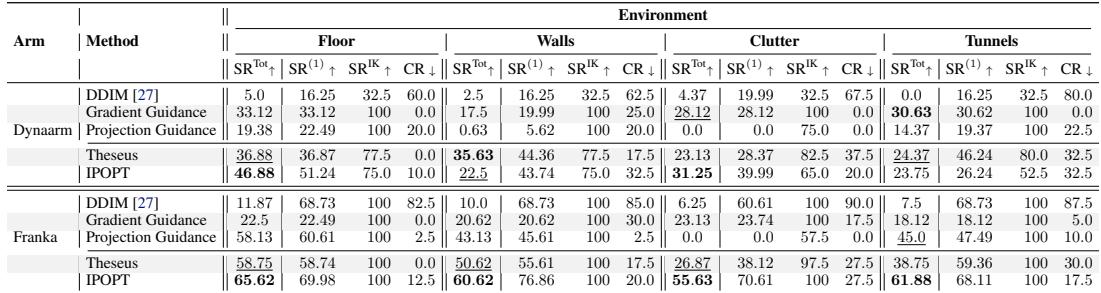 Environment
Arm Method Floor Walls Clutter Tunnels
SR^Tot↑ SR^(1) ↑ SR^IK ↑ CR ↓ SR^Tot↑ SR^(1) ↑ SR^IK ↑ CR ↓ SR^Tot↑ SR^(1) ↑ SR^IK ↑ CR ↓ SR^Tot↑ SR^(1) ↑ SR^IK ↑ CR ↓
DDIM [27] 5.0 16.25 32.5 60.0 2.5 16.25 32.5 62.5 4.37 19.99 32.5 67.5 0.0 16.25 32.5 80.0
Gradient Guidance 33.12 33.12 100 0.0 17.5 19.99 100 25.0 28.12 28.12 100 0.0 30.63 30.62 100 0.0
Dynaarm Projection Guidance 19.38 22.49 100 20.0 0.63 5.62 100 20.0 0.0 0.0 75.0 0.0 14.37 19.37 100 22.5
Theseus 36.88 36.87 77.5 0.0 35.63 44.36 77.5 17.5 23.13 28.37 82.5 37.5 24.37 46.24 80.0 32.5
IPOPT 46.88 51.24 75.0 10.0 22.5 43.74 75.0 32.5 31.25 39.99 65.0 20.0 23.75 26.24 52.5 32.5
DDIM [27] 11.87 68.73 100 82.5 10.0 68.73 100 85.0 6.25 60.61 100 90.0 7.5 68.73 100 87.5
Gradient Guidance 22.5 22.49 100 0.0 20.62 20.62 100 30.0 23.13 23.74 100 17.5 18.12 18.12 100 5.0
Franka Projection Guidance 58.13 60.61 100 2.5 43.13 45.61 100 2.5 0.0 0.0 57.5 0.0 45.0 47.49 100 10.0
Theseus 58.75 58.74 100 0.0 50.62 55.61 100 17.5 26.87 38.12 97.5 27.5 38.75 59.36 100 30.0
IPOPT 65.62 69.98 100 12.5 60.62 76.86 100 20.0 55.63 70.61 100 27.5 61.88 68.11 100 17.5